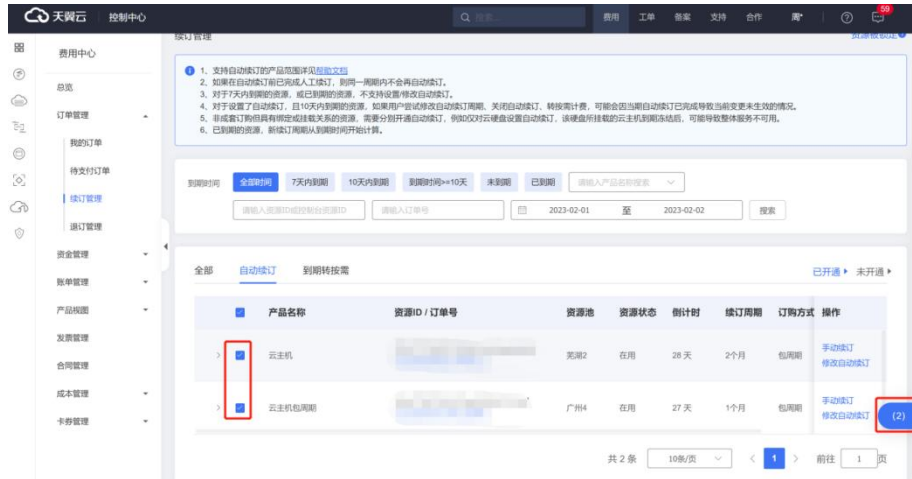 天翼云 控制中心 搜索... 费用 工单 备案 支持 合作 周* 59
费用中心
总览
订单管理
我的订单
待支付订单
续订管理
退订管理
资金管理
账单管理
产品视图
发票管理
合同管理
成本管理
卡券管理
续订管理
资源被锁定
1、支持自动续订的产品范围详见帮助文档
2、如果在自动续订前已完成人工续订，则同一周期内不会再自动续订。
3、对于7天内到期的资源，或已到期的资源，不支持设置/修改自动续订。
4、对于设置了自动续订，且10天内到期的资源，如果用户尝试修改自动续订周期、关闭自动续订、转按需计费，可能会因当期自动续订已完成导致当前变更未生效的情况。
5、非成套订购但具有绑定或挂载关系的资源，需要分别开通自动续订，例如仅对云硬盘设置自动续订，该硬盘所挂载的云主机到期冻结后，可能导致整体服务不可用。
6、已到期的资源，新续订周期从到期时间开始计算。
到期时间 全部时间 7天内到期 10天内到期 到期时间>=10天 未到期 已到期 请输入产品名称搜索
请输入资源ID或控制台资源ID 请输入订单号 2023-02-01 至 2023-02-02 搜索
全部 自动续订 到期转按需 已开通 未开通
产品名称 资源ID / 订单号 资源池 资源状态 倒计时 续订周期 订购方式 操作
云主机 芜湖2 在用 28 天 2个月 包周期 手动续订
修改自动续订
云主机包周期 广州4 在用 27 天 1个月 包周期 手动续订
修改自动续订
(2)
共 2 条 10条/页 1 前往 1 页